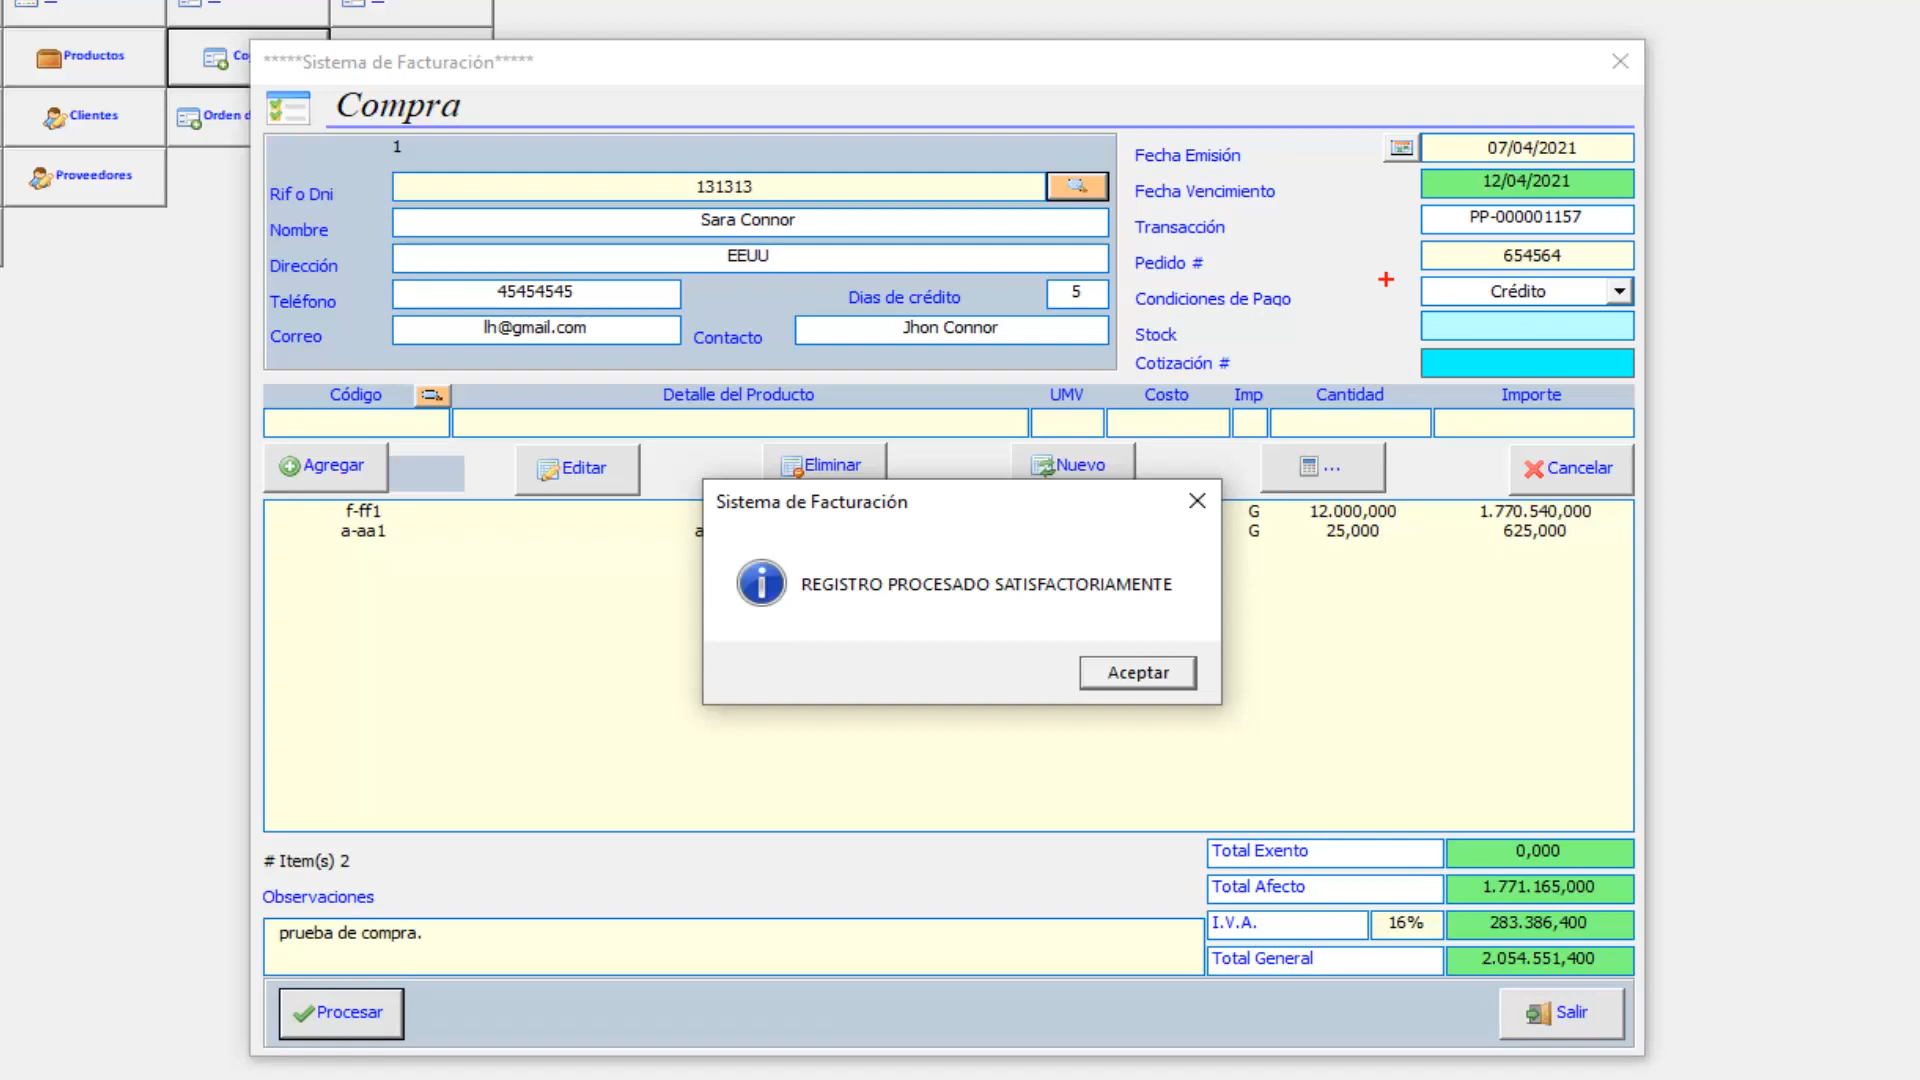 Productos
Clientes
Orden
Proveedores
*****Sistema de Facturación*****
Compra
1
Rif o Dni
131313
Nombre
Sara Connor
Dirección
EEUU
Teléfono
45454545
Dias de crédito
5
Correo
lh@gmail.com
Contacto
Jhon Connor
Fecha Emisión
07/04/2021
Fecha Vencimiento
12/04/2021
Transacción
PP-000001157
Pedido #
654564
Condiciones de Pago
Crédito
Stock
Cotización #
Código Detalle del Producto UMV Costo Imp Cantidad Importe
Agregar Editar Eliminar Nuevo ... Cancelar
f-ff1 G 12.000,000 1.770.540,000
a-aa1 a G 25,000 625,000
Sistema de Facturación
REGISTRO PROCESADO SATISFACTORIAMENTE
Aceptar
# Item(s) 2
Observaciones
prueba de compra.
Total Exento 0,000
Total Afecto 1.771.165,000
I.V.A. 16% 283.386,400
Total General 2.054.551,400
Procesar
Salir